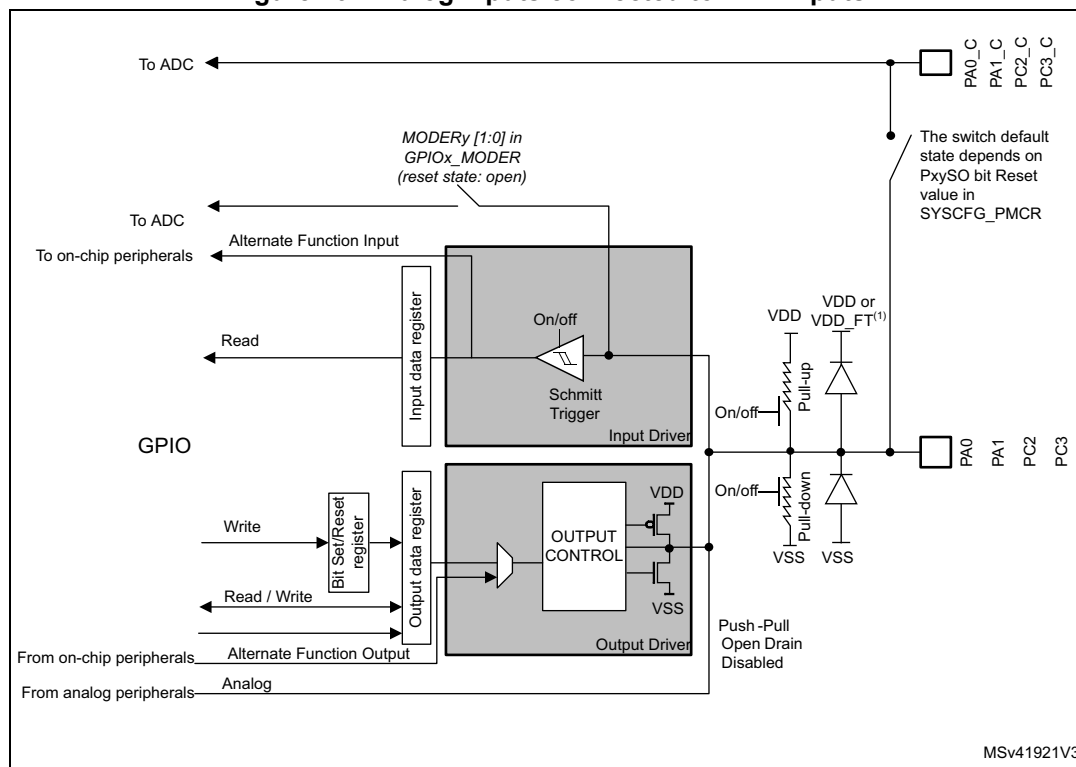 To ADC
PA0_C
PA1_C
PC2_C
PC3_C
MODERy [1:0] in
GPIOx_MODER
(reset state: open)
The switch default
state depends on
PxySO bit Reset
value in
SYSCFG_PMCR
To ADC
Alternate Function Input
To on-chip peripherals
Input data register
On/off
Read
Schmitt
Trigger
Input Driver
VDD
VDD or
VDD_FT(1)
Pull-up
On/off
GPIO
PA0
PA1
PC2
PC3
On/off
Pull-down
VSS
VSS
Write
Bit Set/Reset
register
Output data register
OUTPUT
CONTROL
VDD
VSS
Read / Write
Output Driver
Push -Pull
Open Drain
Disabled
From on-chip peripherals
Alternate Function Output
From analog peripherals
Analog
MSv41921V3